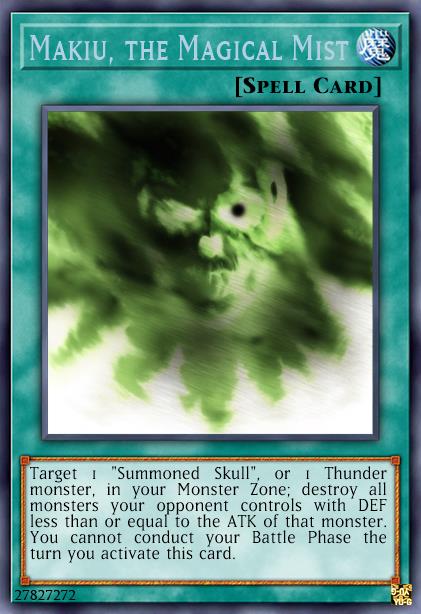 Makiu, the Magical Mist 魔
[Spell Card]
Target 1 "Summoned Skull", or 1 Thunder
monster, in your Monster Zone; destroy all
monsters your opponent controls with DEF
less than or equal to the ATK of that monster.
You cannot conduct your Battle Phase the
turn you activate this card.
27827272